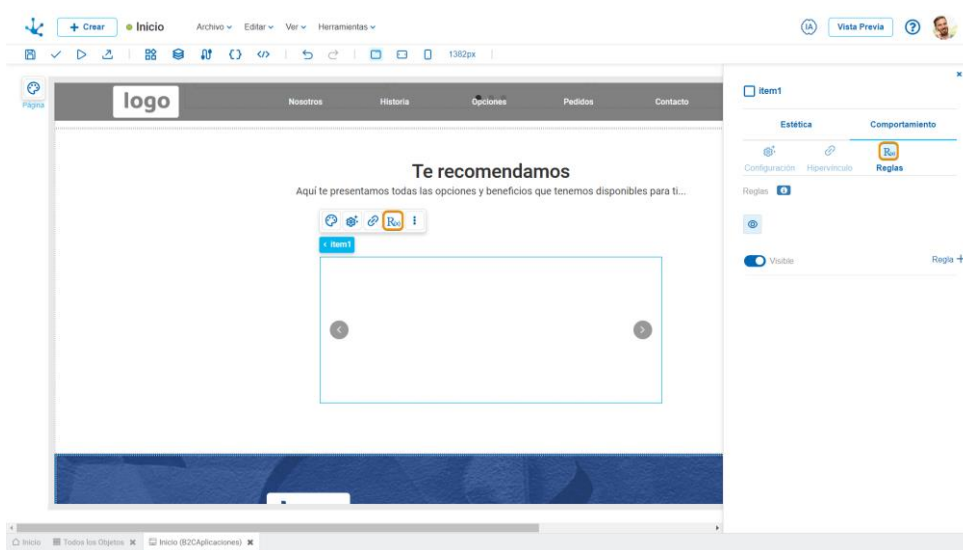 + Crear
Inicio
Archivo
Editar
Ver
Herramientas
IA
Vista Previa
?
1382px
Página
logo
Nosotros
Historia
Opciones
Pedidos
Contacto
item1
Estética
Comportamiento
Configuración
Hipervínculo
Reglas
Reglas
Te recomendamos
Aquí te presentamos todas las opciones y beneficios que tenemos disponibles para ti...
< item1
Visible
Regla +
Inicio
Todos los Objetos
Inicio (B2CAplicaciones)